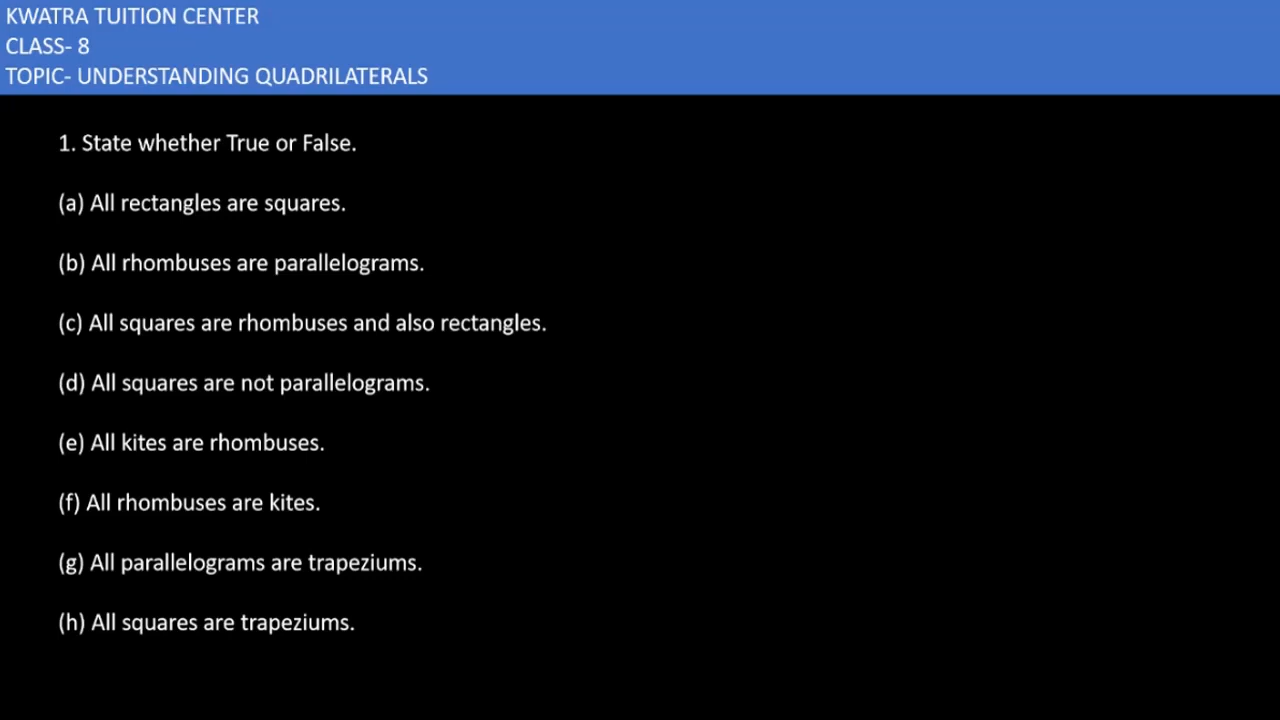 KWATRA TUITION CENTER
CLASS- 8
TOPIC- UNDERSTANDING QUADRILATERALS
1. State whether True or False.
(a) All rectangles are squares.
(b) All rhombuses are parallelograms.
(c) All squares are rhombuses and also rectangles.
(d) All squares are not parallelograms.
(e) All kites are rhombuses.
(f) All rhombuses are kites.
(g) All parallelograms are trapeziums.
(h) All squares are trapeziums.